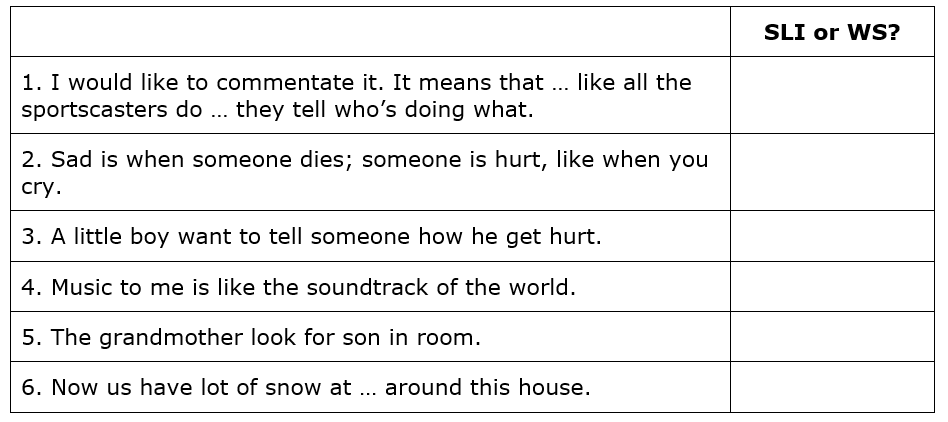 SLI or WS?
1. I would like to commentate it. It means that … like all the
sportscasters do … they tell who’s doing what.
2. Sad is when someone dies; someone is hurt, like when you
cry.
3. A little boy want to tell someone how he get hurt.
4. Music to me is like the soundtrack of the world.
5. The grandmother look for son in room.
6. Now us have lot of snow at … around this house.